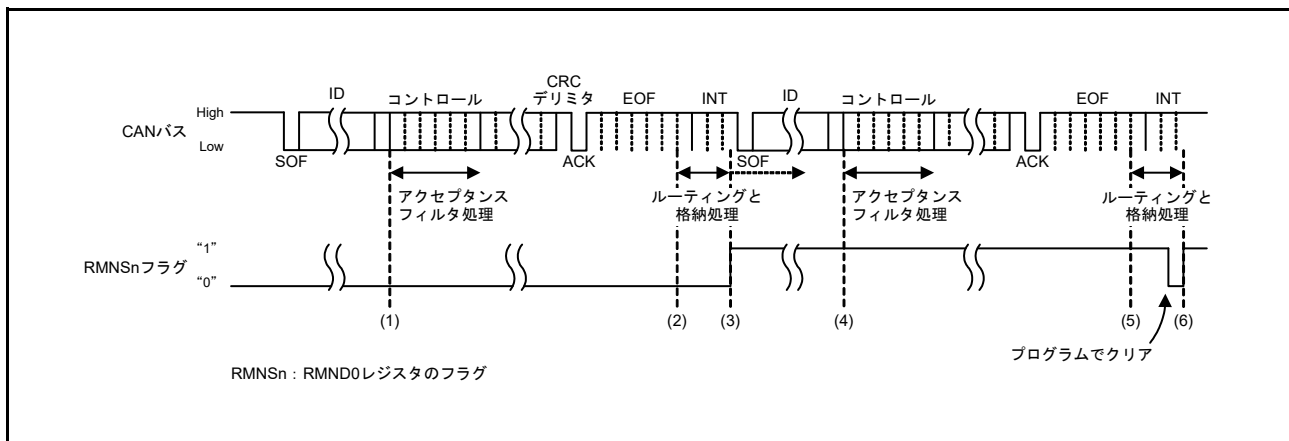 CRC
ID コントロール デリミタ EOF INT ID コントロール EOF INT
High
CANバス
Low
SOF ACK SOF ACK
アクセプタンス
フィルタ処理
ルーティングと
格納処理
アクセプタンス
フィルタ処理
ルーティングと
格納処理
“1”
RMNSnフラグ
“0”
(1) (2) (3) (4) (5) (6)
プログラムでクリア
RMNSn：RMND0レジスタのフラグ